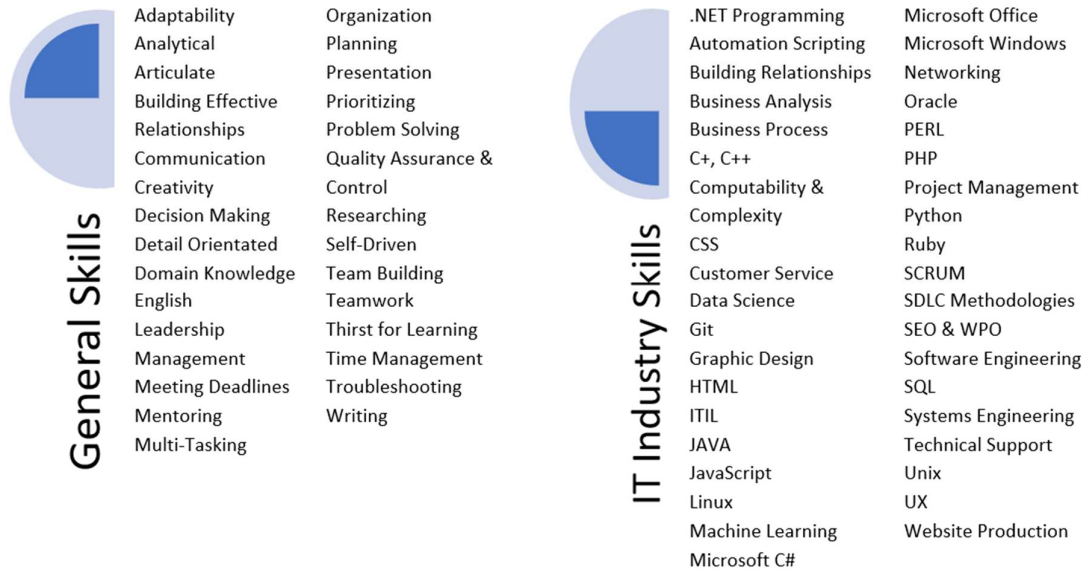 General Skills
Adaptability
Analytical
Articulate
Building Effective
Relationships
Communication
Creativity
Decision Making
Detail Orientated
Domain Knowledge
English
Leadership
Management
Meeting Deadlines
Mentoring
Multi-Tasking
Organization
Planning
Presentation
Prioritizing
Problem Solving
Quality Assurance &
Control
Researching
Self-Driven
Team Building
Teamwork
Thirst for Learning
Time Management
Troubleshooting
Writing
IT Industry Skills
.NET Programming
Automation Scripting
Building Relationships
Business Analysis
Business Process
C+, C++
Computability &
Complexity
CSS
Customer Service
Data Science
Git
Graphic Design
HTML
ITIL
JAVA
JavaScript
Linux
Machine Learning
Microsoft C#
Microsoft Office
Microsoft Windows
Networking
Oracle
PERL
PHP
Project Management
Python
Ruby
SCRUM
SDLC Methodologies
SEO & WPO
Software Engineering
SQL
Systems Engineering
Technical Support
Unix
UX
Website Production